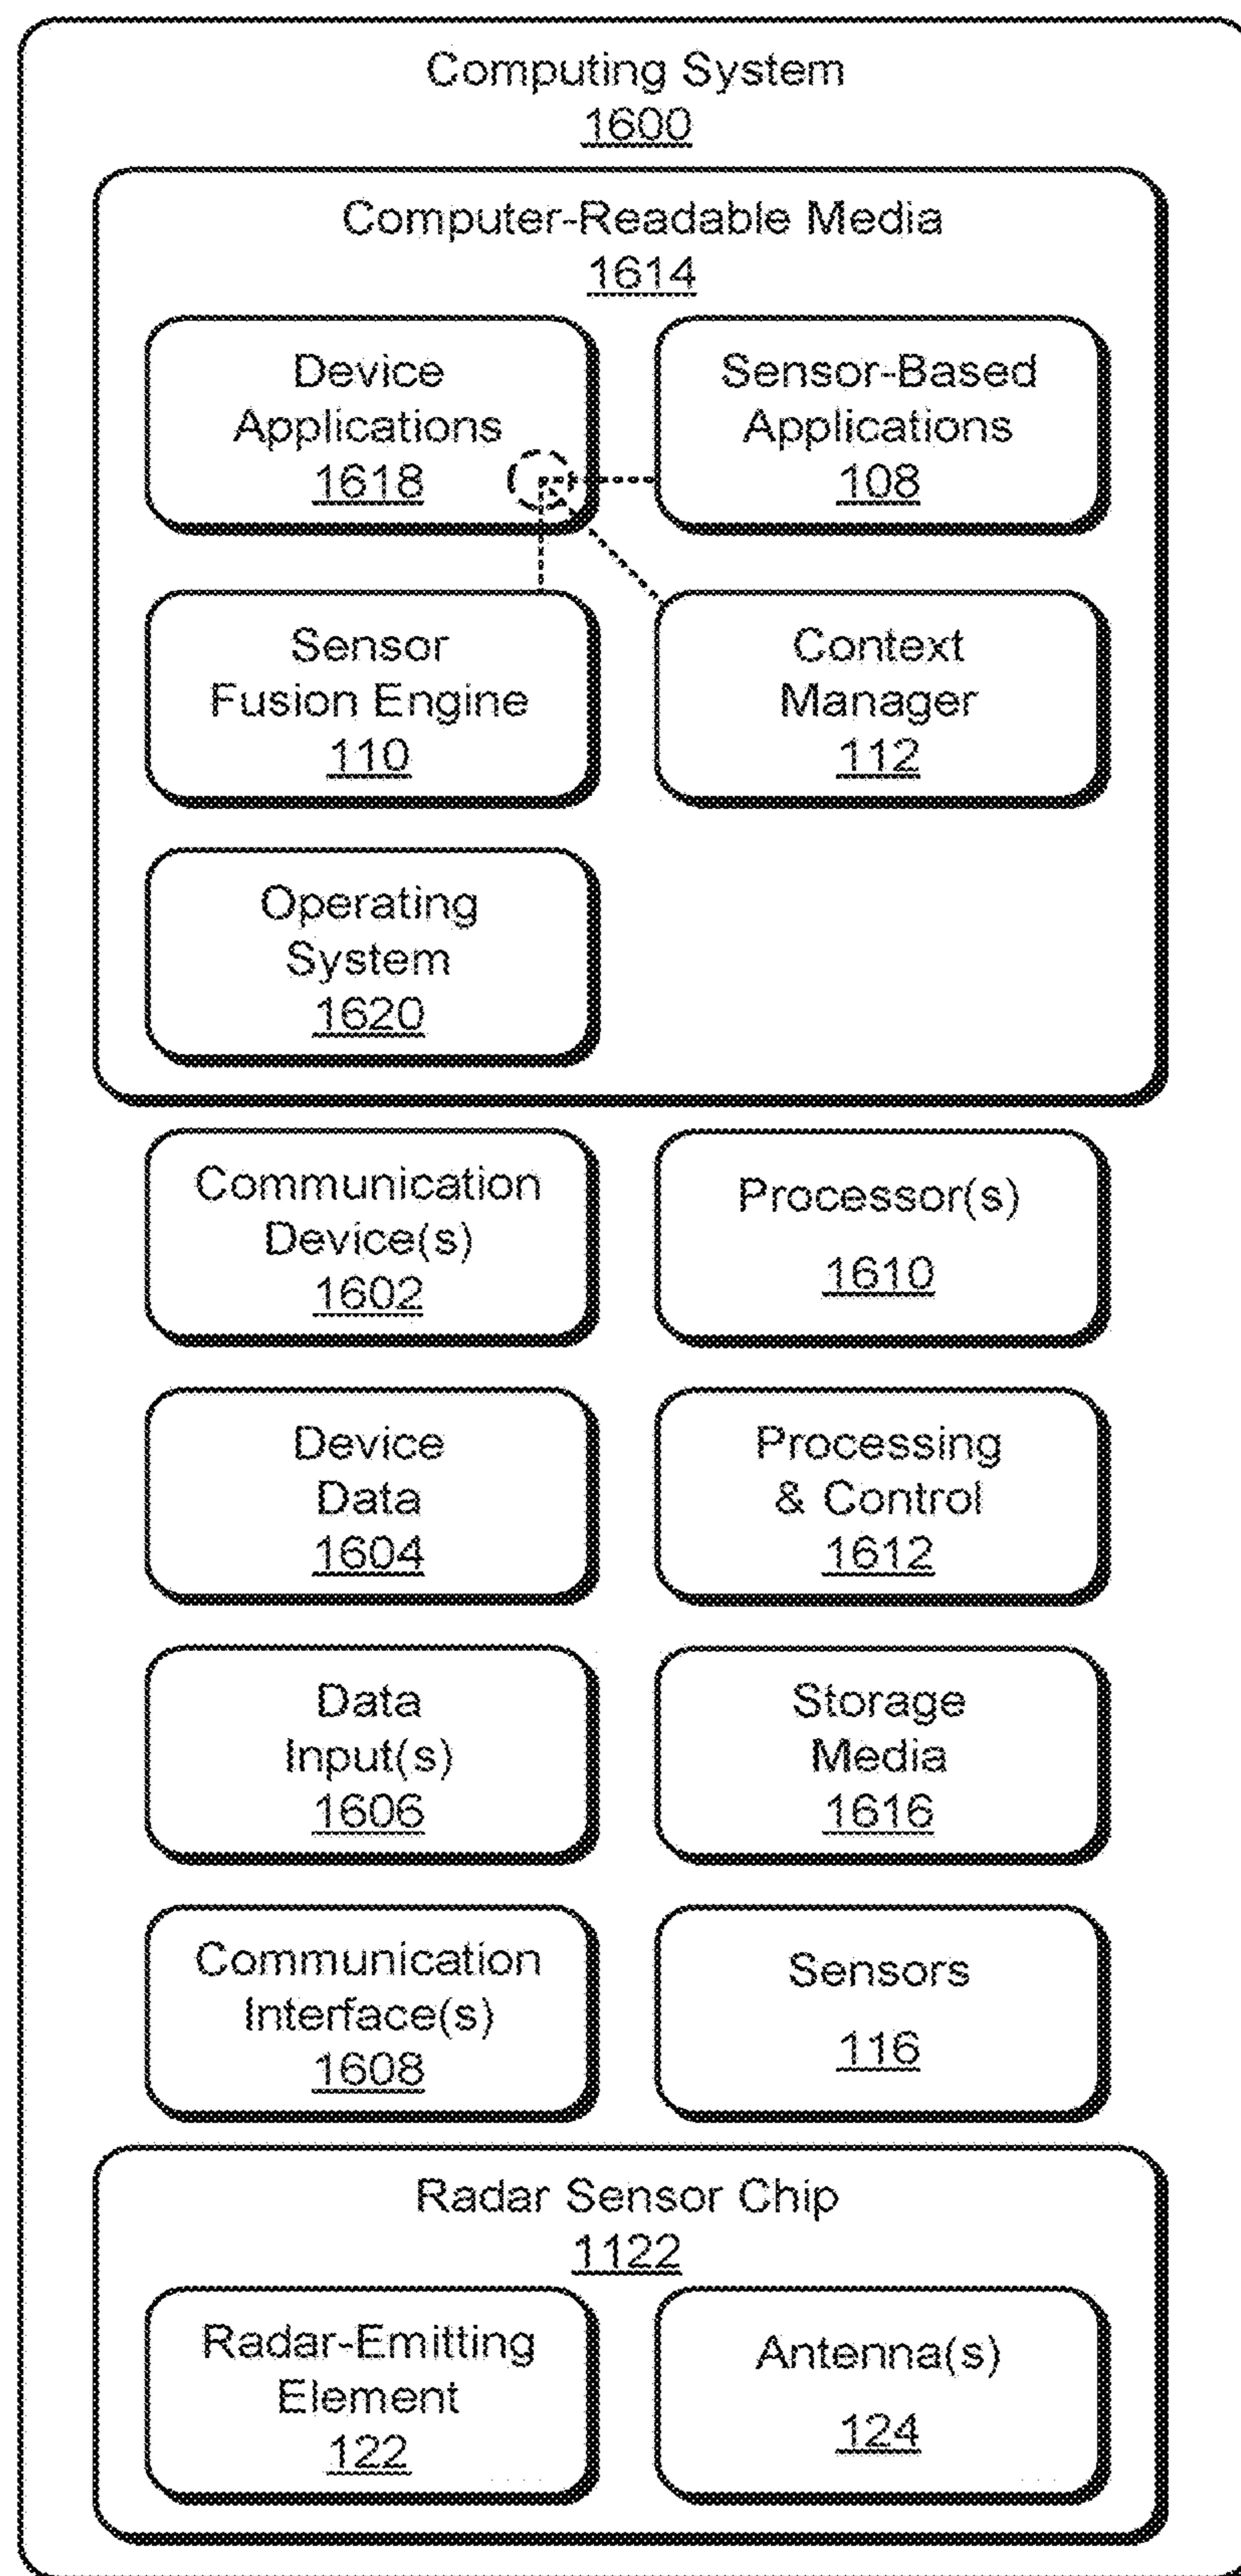 Computing System
1600
Computer-Readable Media
1614
Device
Applications
1618
Sensor-Based
Applications
108
Sensor
Fusion Engine
110
Context
Manager
112
Operating
System
1620
Communication
Device(s)
1602
Processor(s)
1610
Device
Data
1604
Processing
& Control
1612
Data
Input(s)
1606
Storage
Media
1616
Communication
Interface(s)
1608
Sensors
116
Radar Sensor Chip
1122
Radar-Emitting
Element
122
Antenna(s)
124